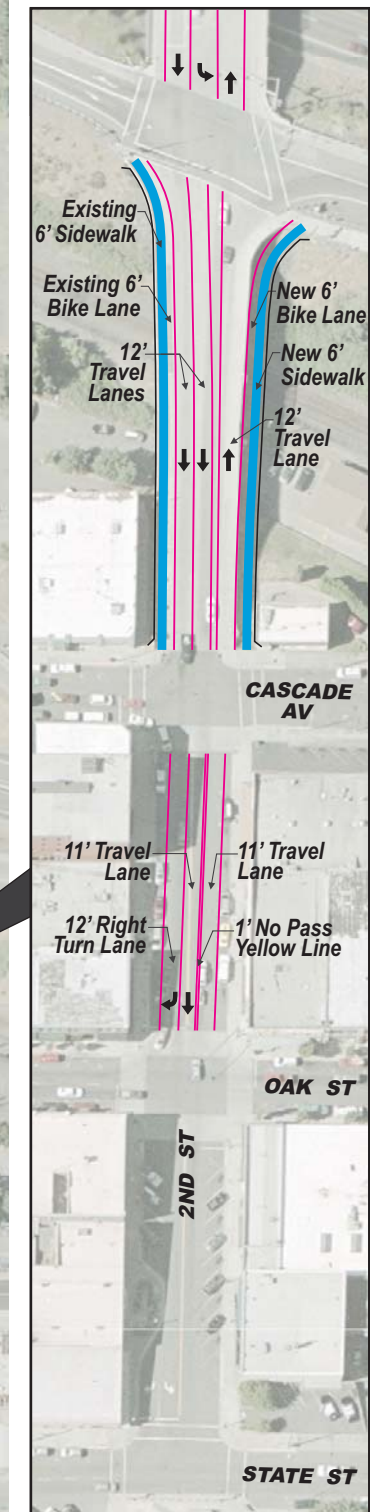 Existing
6’ Sidewalk
Existing 6’
Bike Lane
New 6’
Bike Lane
12’
Travel
Lanes
New 6’
Sidewalk
12’
Travel
Lane
CASCADE
AV
11’ Travel
Lane
11’ Travel
Lane
12’ Right
Turn Lane
1’ No Pass
Yellow Line
OAK ST
2ND ST
STATE ST